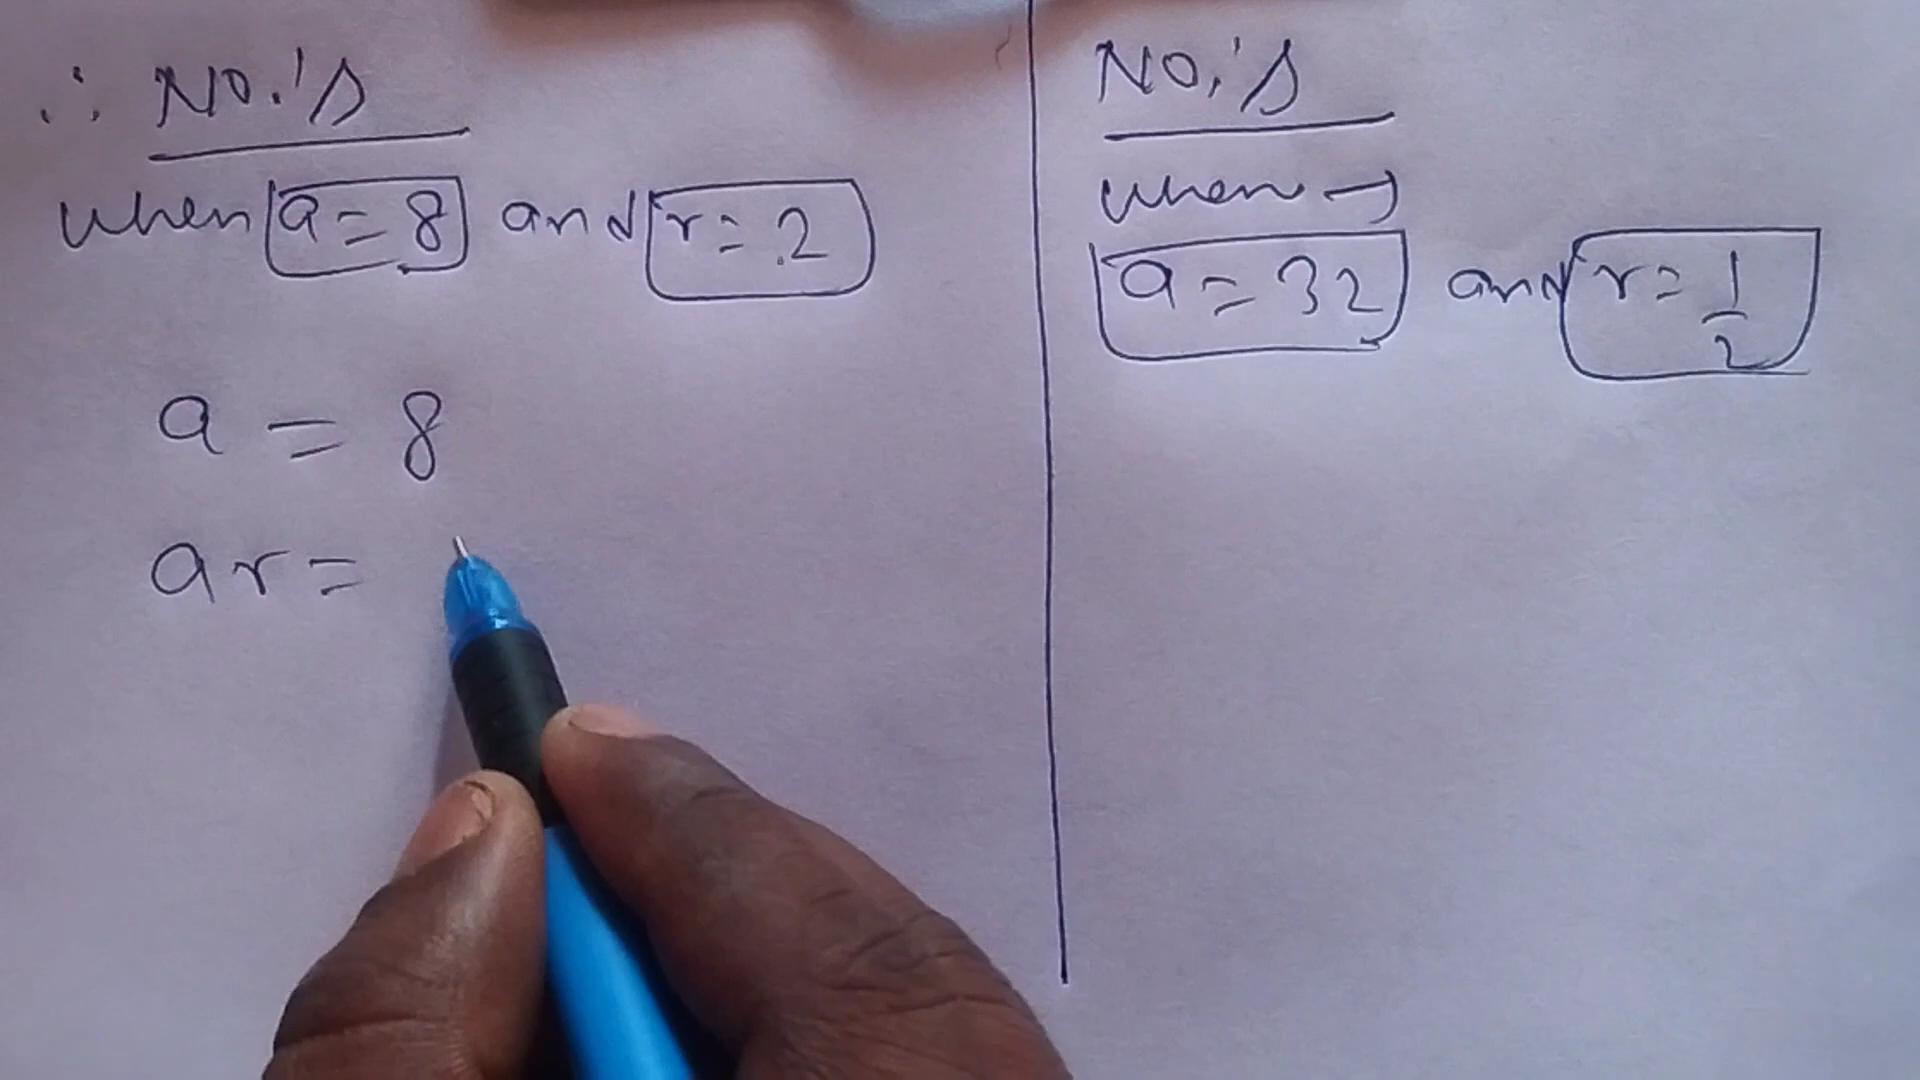 ∴ No.'s
when a = 8 and r = 2
a = 8
ar =
No.'s
when →
a = 32 and r = 1/2